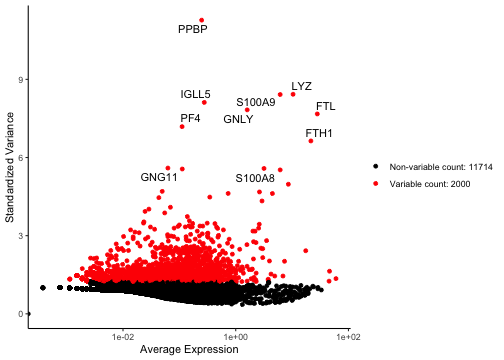 PPBP
IGLL5
S100A9
LYZ
FTL
GNLY
PF4
FTH1
GNG11
S100A8
9
6
3
0
Standardized Variance
1e-02
1e+00
1e+02
Average Expression
Non-variable count: 11714
Variable count: 2000